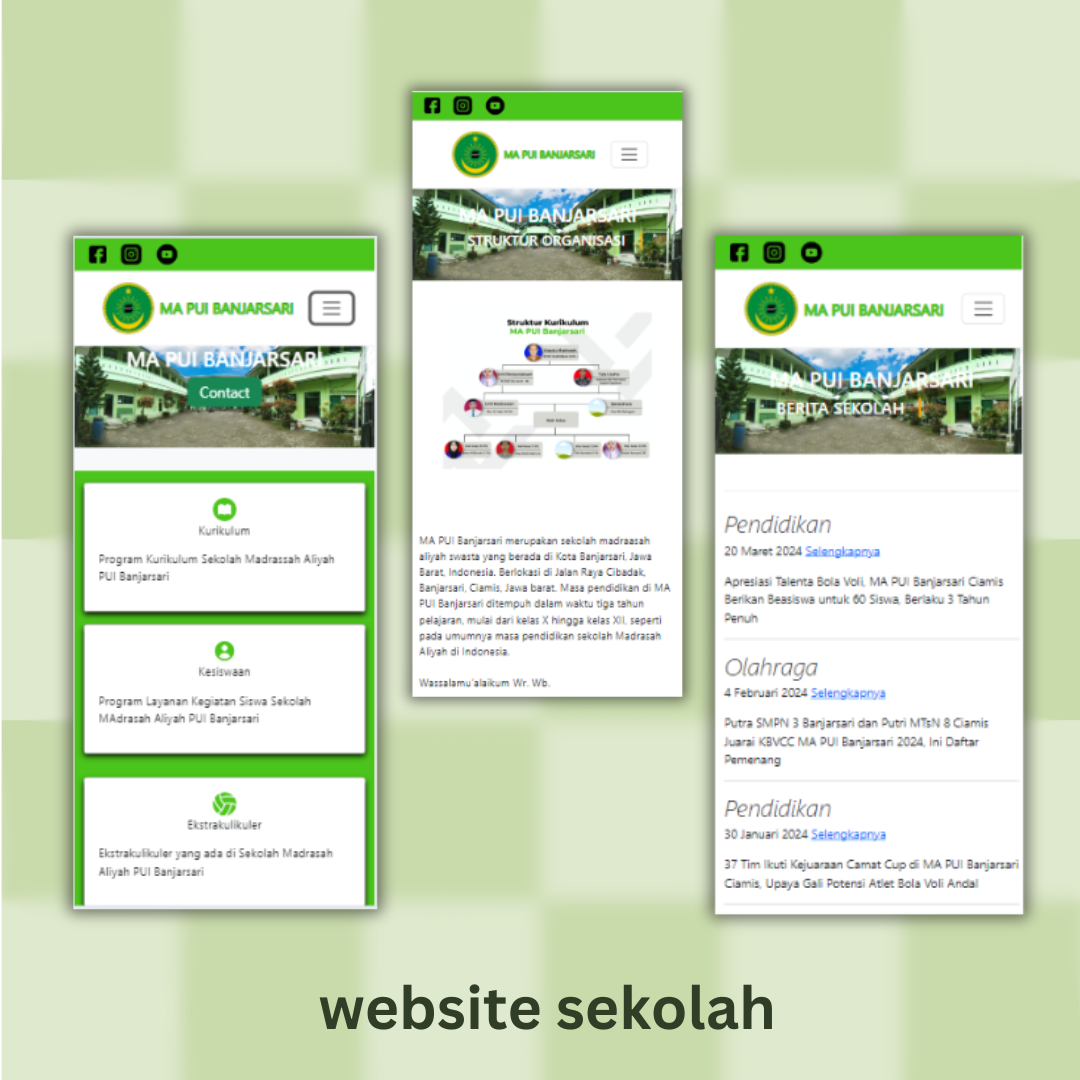 MA PUI BANJARSARI
MA PUI BANJARSARI
Contact
Kurikulum
Program Kurikulum Sekolah Madrassah Aliyah
PUI Banjarsari
Kesiswaan
Program Layanan Kegiatan Siswa Sekolah
MAdrasah Aliyah PUI Banjarsari
Ekstrakulikuler
Ekstrakulikuler yang ada di Sekolah Madrasah
Aliyah PUI Banjarsari
MA PUI BANJARSARI
MA PUI BANJARSARI
STRUKTUR ORGANISASI
Struktur Kurikulum
MA PUI Banjarsari
Wali Kelas
MA PUI Banjarsari merupakan sekolah madraasah
aliyah swasta yang berada di Kota Banjarsari, Jawa
Barat, Indonesia. Berlokasi di Jalan Raya Cibadak,
Banjarsari, Ciamis, Jawa barat. Masa pendidikan di MA
PUI Banjarsari ditempuh dalam waktu tiga tahun
pelajaran, mulai dari kelas X hingga kelas XII, seperti
pada umumnya masa pendidikan sekolah Madrasah
Aliyah di Indonesia.
Wassalamu'alaikum Wr. Wb.
MA PUI BANJARSARI
MA PUI BANJARSARI
BERITA SEKOLAH
Pendidikan
20 Maret 2024 Selengkapnya
Apresiasi Talenta Bola Voli, MA PUI Banjarsari Ciamis
Berikan Beasiswa untuk 60 Siswa, Berlaku 3 Tahun
Penuh
Olahraga
4 Februari 2024 Selengkapnya
Putra SMPN 3 Banjarsari dan Putri MTsN 8 Ciamis
Juarai KBVCC MA PUI Banjarsari 2024, Ini Daftar
Pemenang
Pendidikan
30 Januari 2024 Selengkapnya
37 Tim Ikuti Kejuaraan Camat Cup di MA PUI Banjarsari
Ciamis, Upaya Gali Potensi Atlet Bola Voli Andal
website sekolah